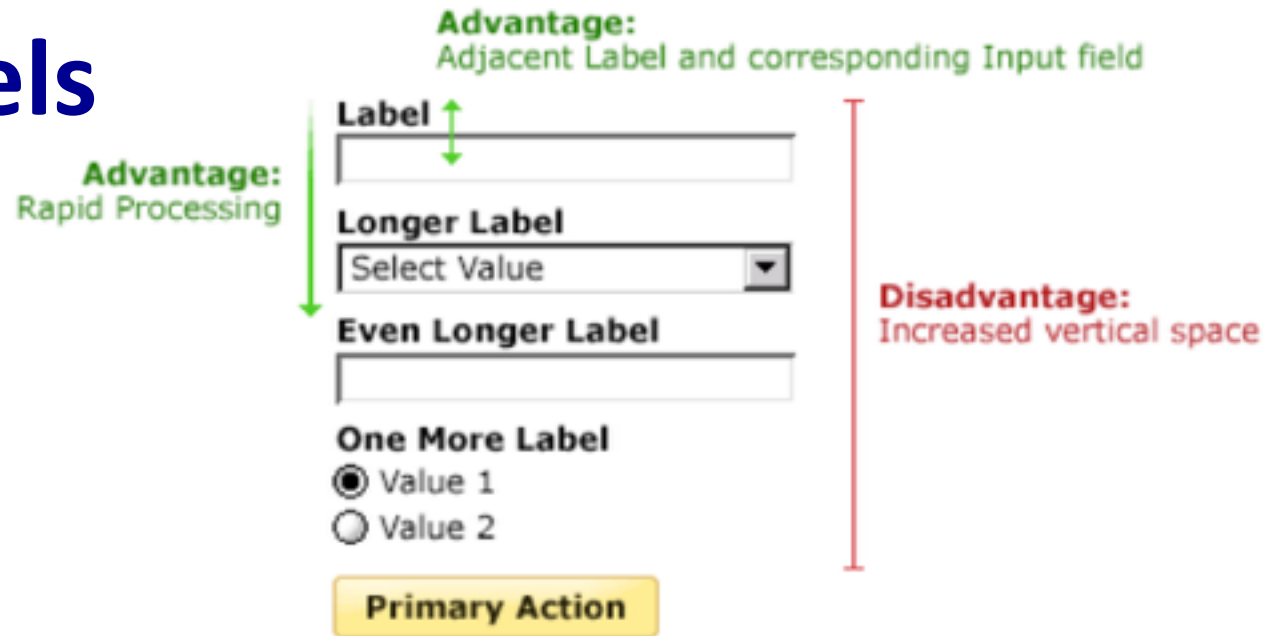 els
Advantage:
Adjacent Label and corresponding Input field
Label
Advantage:
Rapid Processing
Longer Label
Select Value
Disadvantage:
Increased vertical space
Even Longer Label
One More Label
Value 1
Value 2
Primary Action